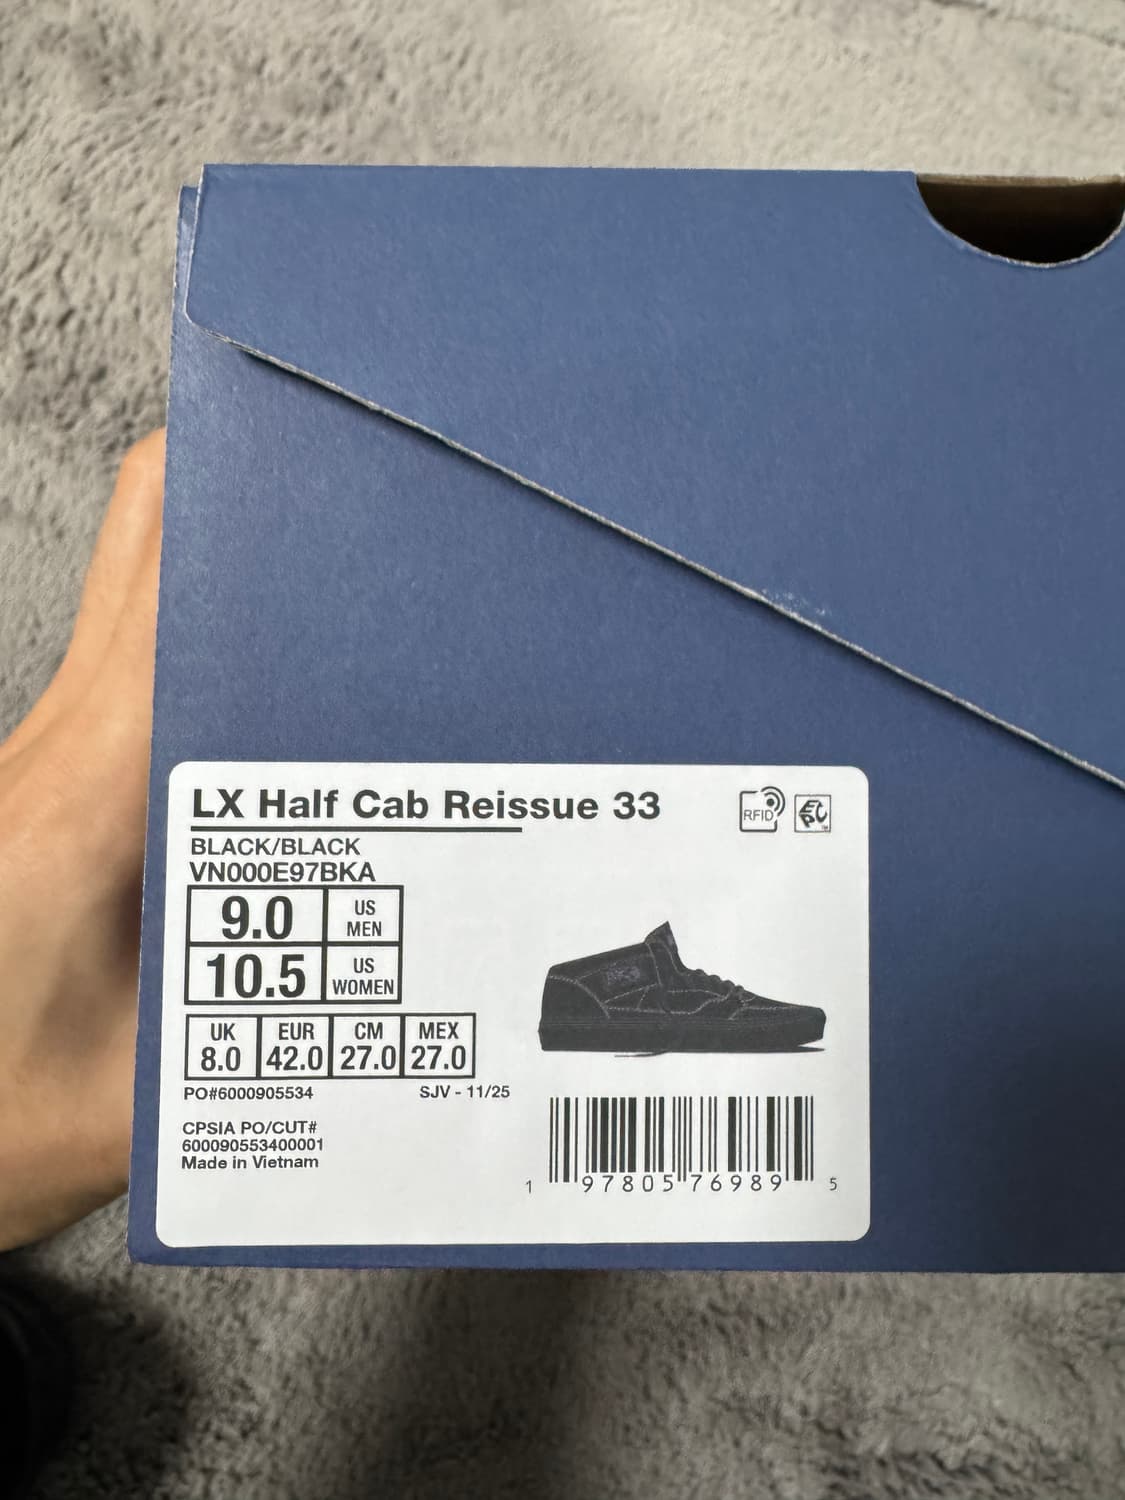 LX Half Cab Reissue 33
RFID
EPC
BLACK/BLACK
VN000E97BKA
9.0 US MEN
10.5 US WOMEN
UK EUR CM MEX
8.0 42.0 27.0 27.0
PO#6000905534 SJV - 11/25
CPSIA PO/CUT#
600090553400001
Made in Vietnam
1 97805 76989 5